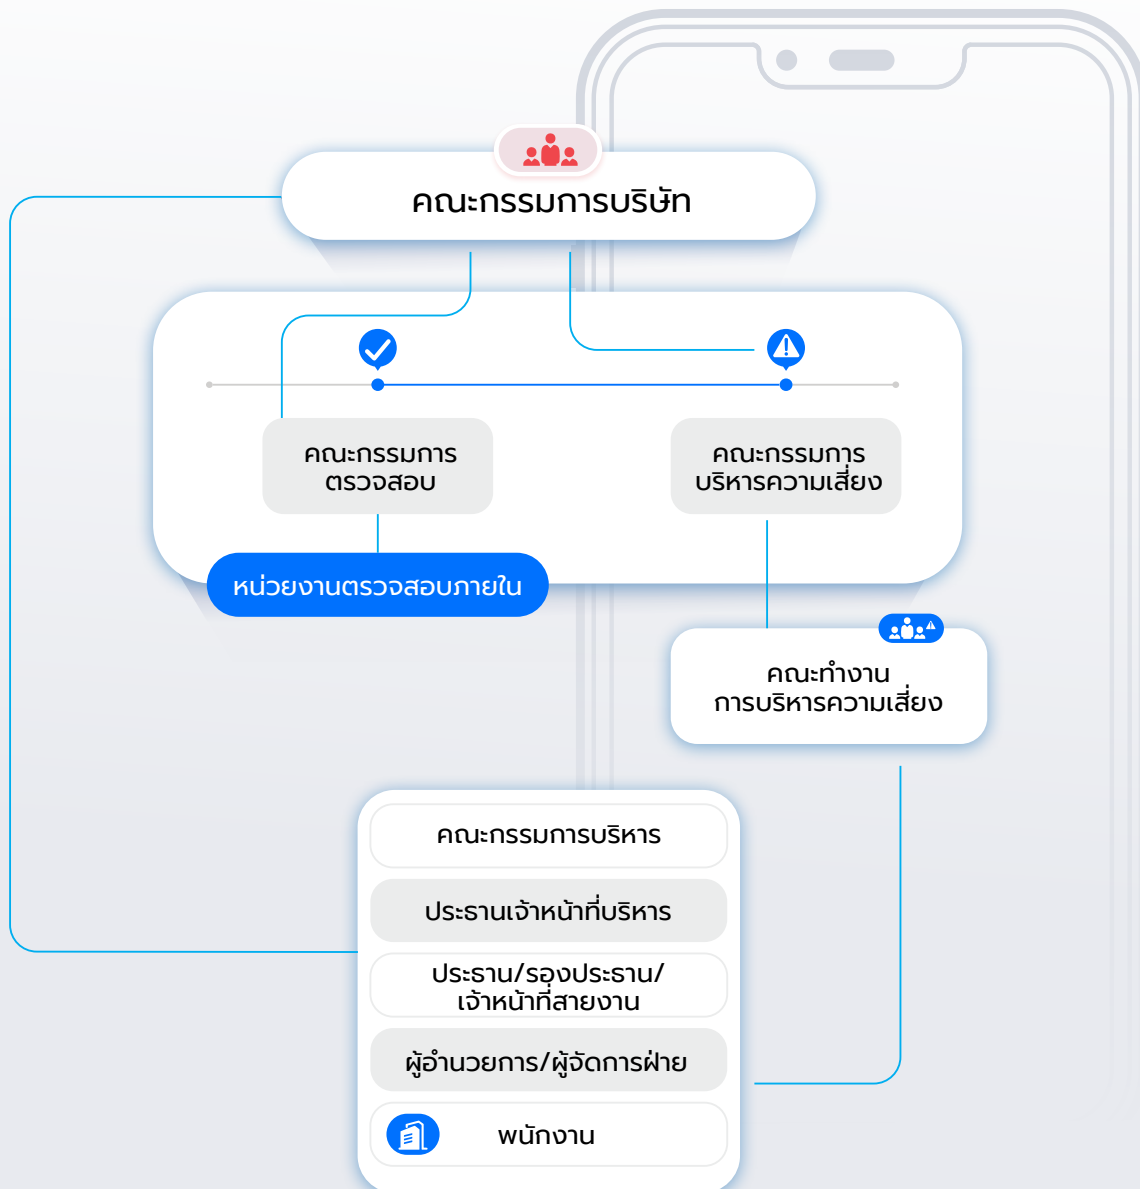 คณะกรรมการบริษัท
คณะกรรมการ
ตรวจสอบ
คณะกรรมการ
บริหารความเสี่ยง
หน่วยงานตรวจสอบภายใน
คณะทำงาน
การบริหารความเสี่ยง
คณะกรรมการบริหาร
ประธานเจ้าหน้าที่บริหาร
ประธาน/รองประธาน/
เจ้าหน้าที่สายงาน
ผู้อำนวยการ/ผู้จัดการฝ่าย
พนักงาน